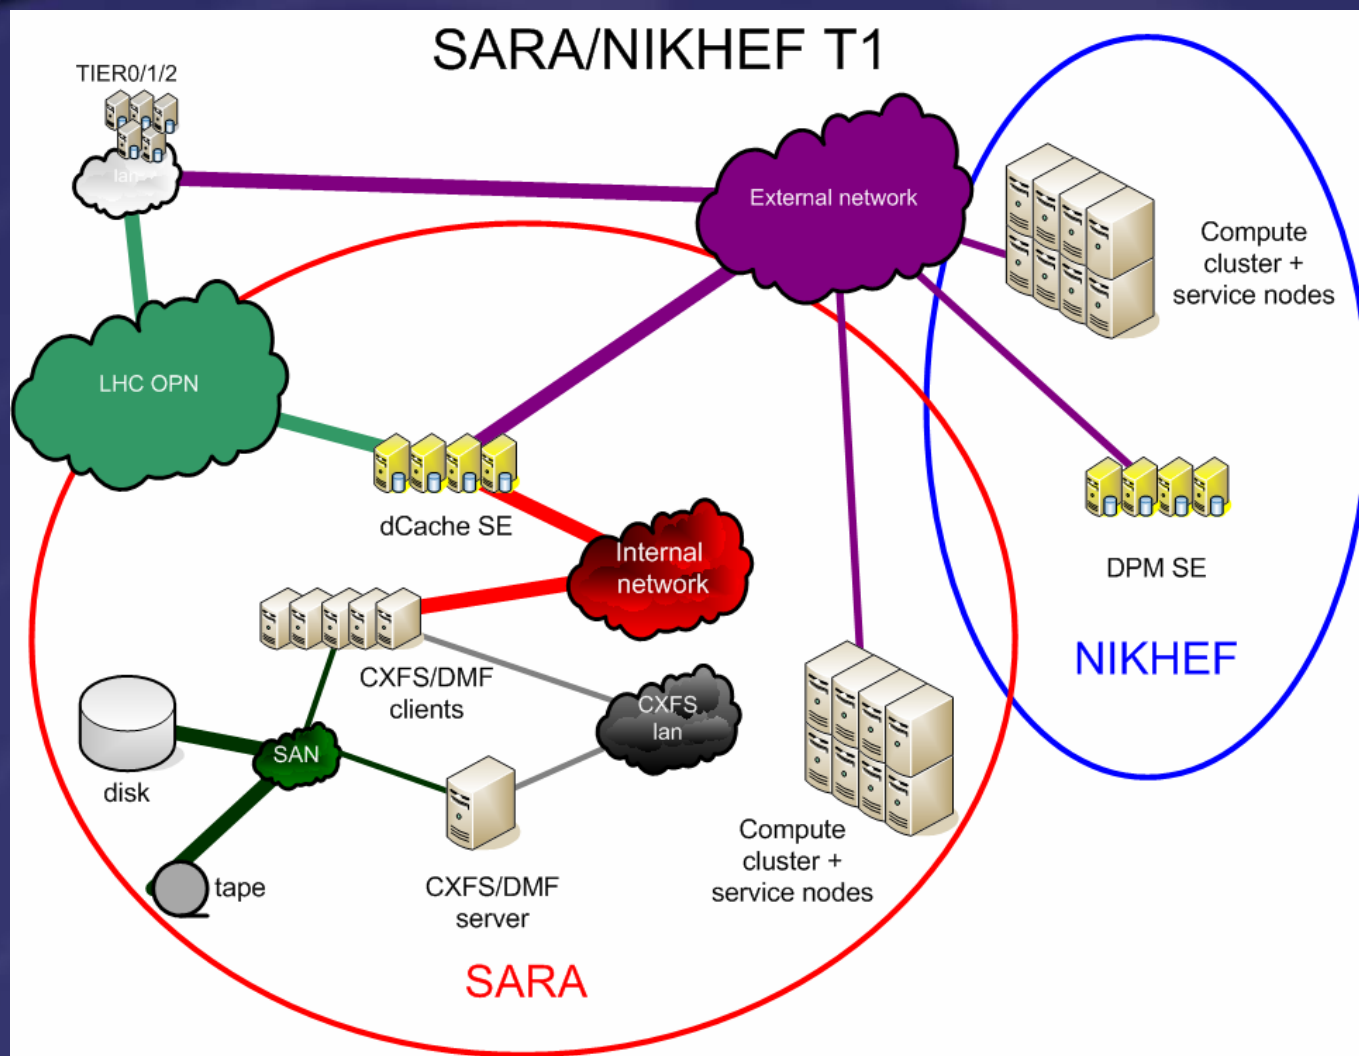 SARA/NIKHEF T1
TIER0/1/2
lan
External network
Compute
cluster +
service nodes
LHC OPN
dCache SE
Internal
network
DPM SE
NIKHEF
CXFS/DMF
clients
CXFS
lan
SAN
disk
tape
CXFS/DMF
server
Compute
cluster +
service nodes
SARA